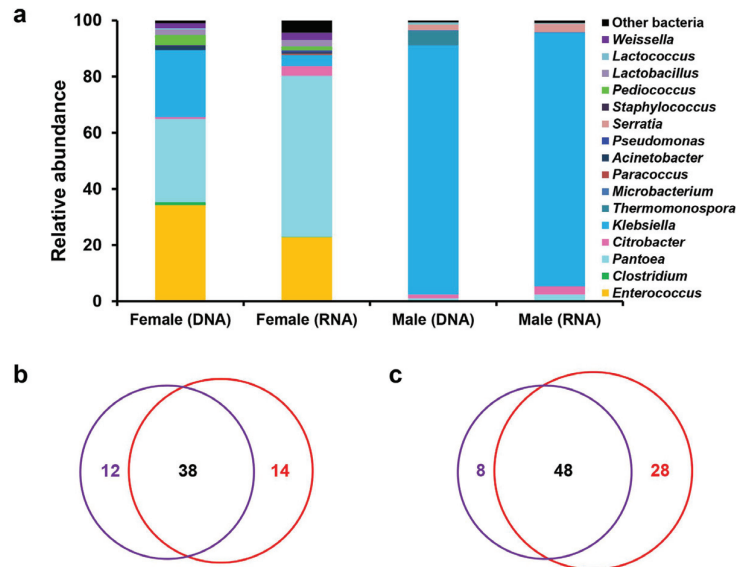 a
Relative abundance
100
80
60
40
20
0
Female (DNA)
Female (RNA)
Male (DNA)
Male (RNA)
Other bacteria
Weissella
Lactococcus
Lactobacillus
Pediococcus
Staphylococcus
Serratia
Pseudomonas
Acinetobacter
Paracoccus
Microbacterium
Thermomonospora
Klebsiella
Citrobacter
Pantoea
Clostridium
Enterococcus
b
12
38
14
c
8
48
28